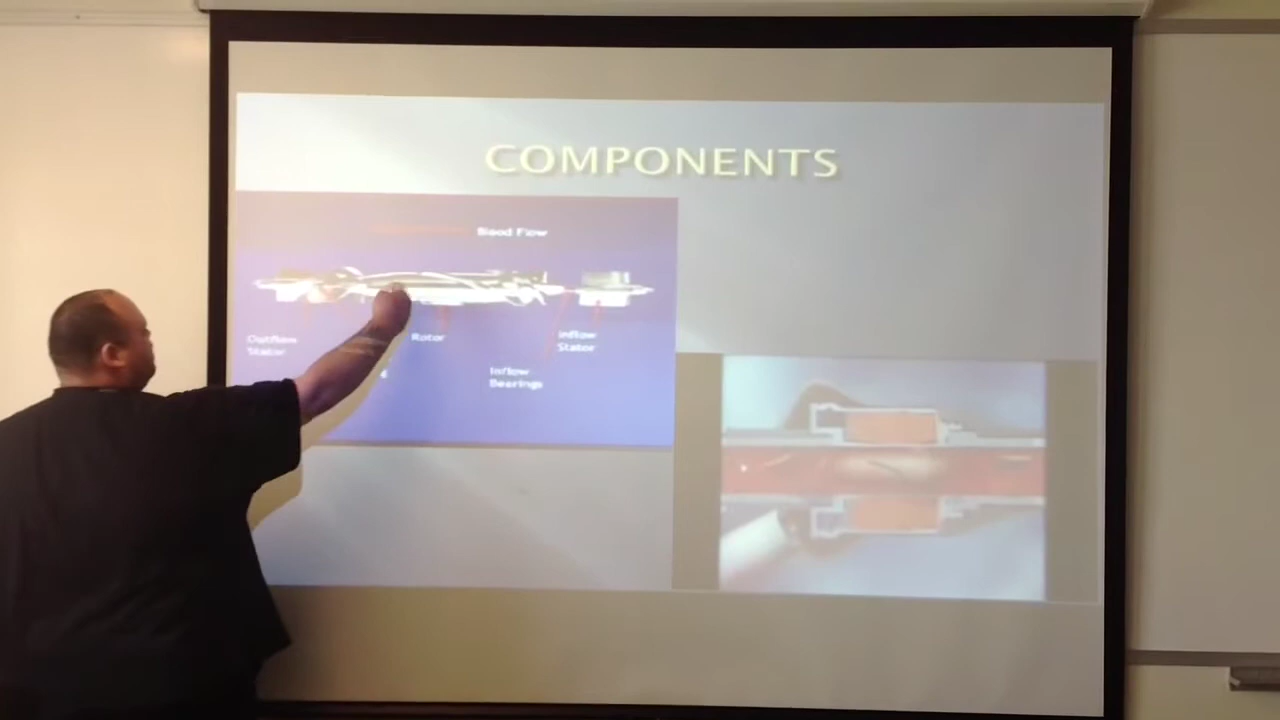 COMPONENTS
Blood Flow
Outflow
Stator
Rotor
Inflow
Stator
Inflow
Bearings